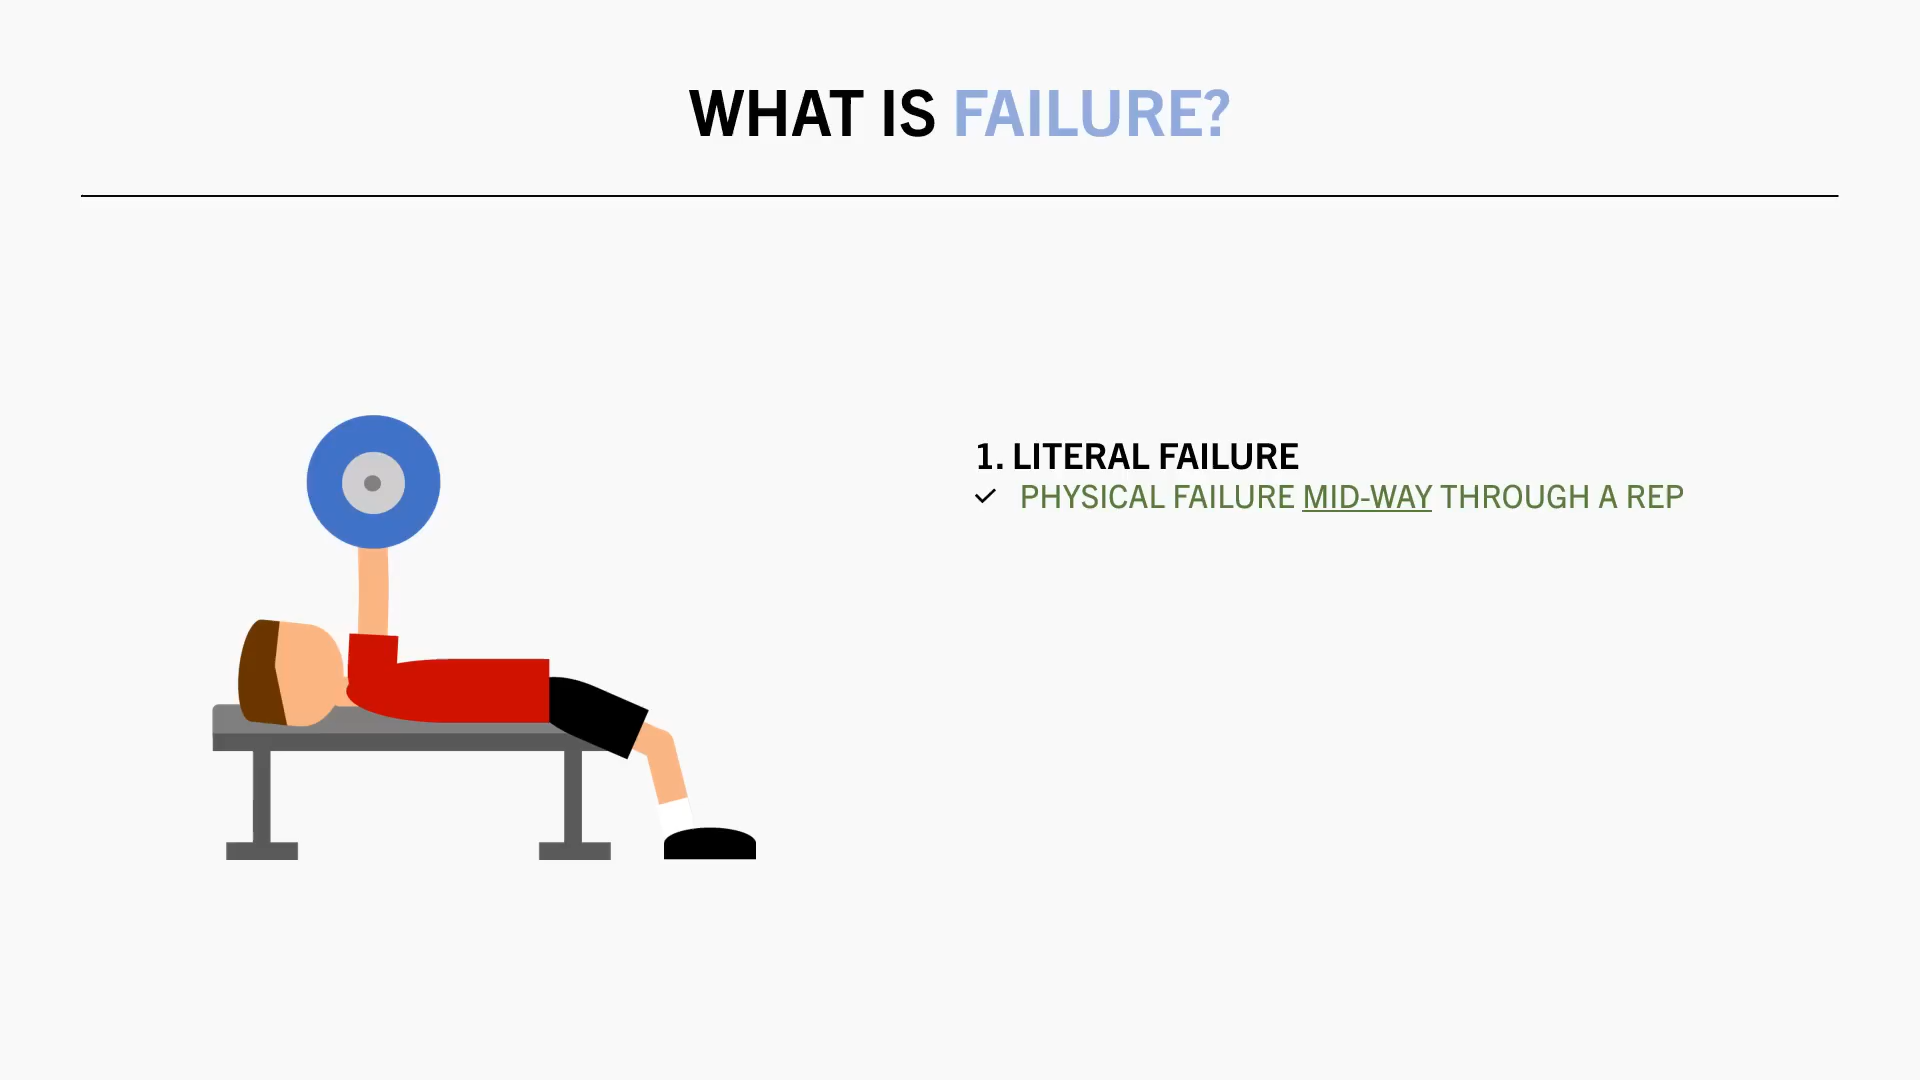 WHAT IS FAILURE?
1. LITERAL FAILURE
✓ PHYSICAL FAILURE MID-WAY THROUGH A REP